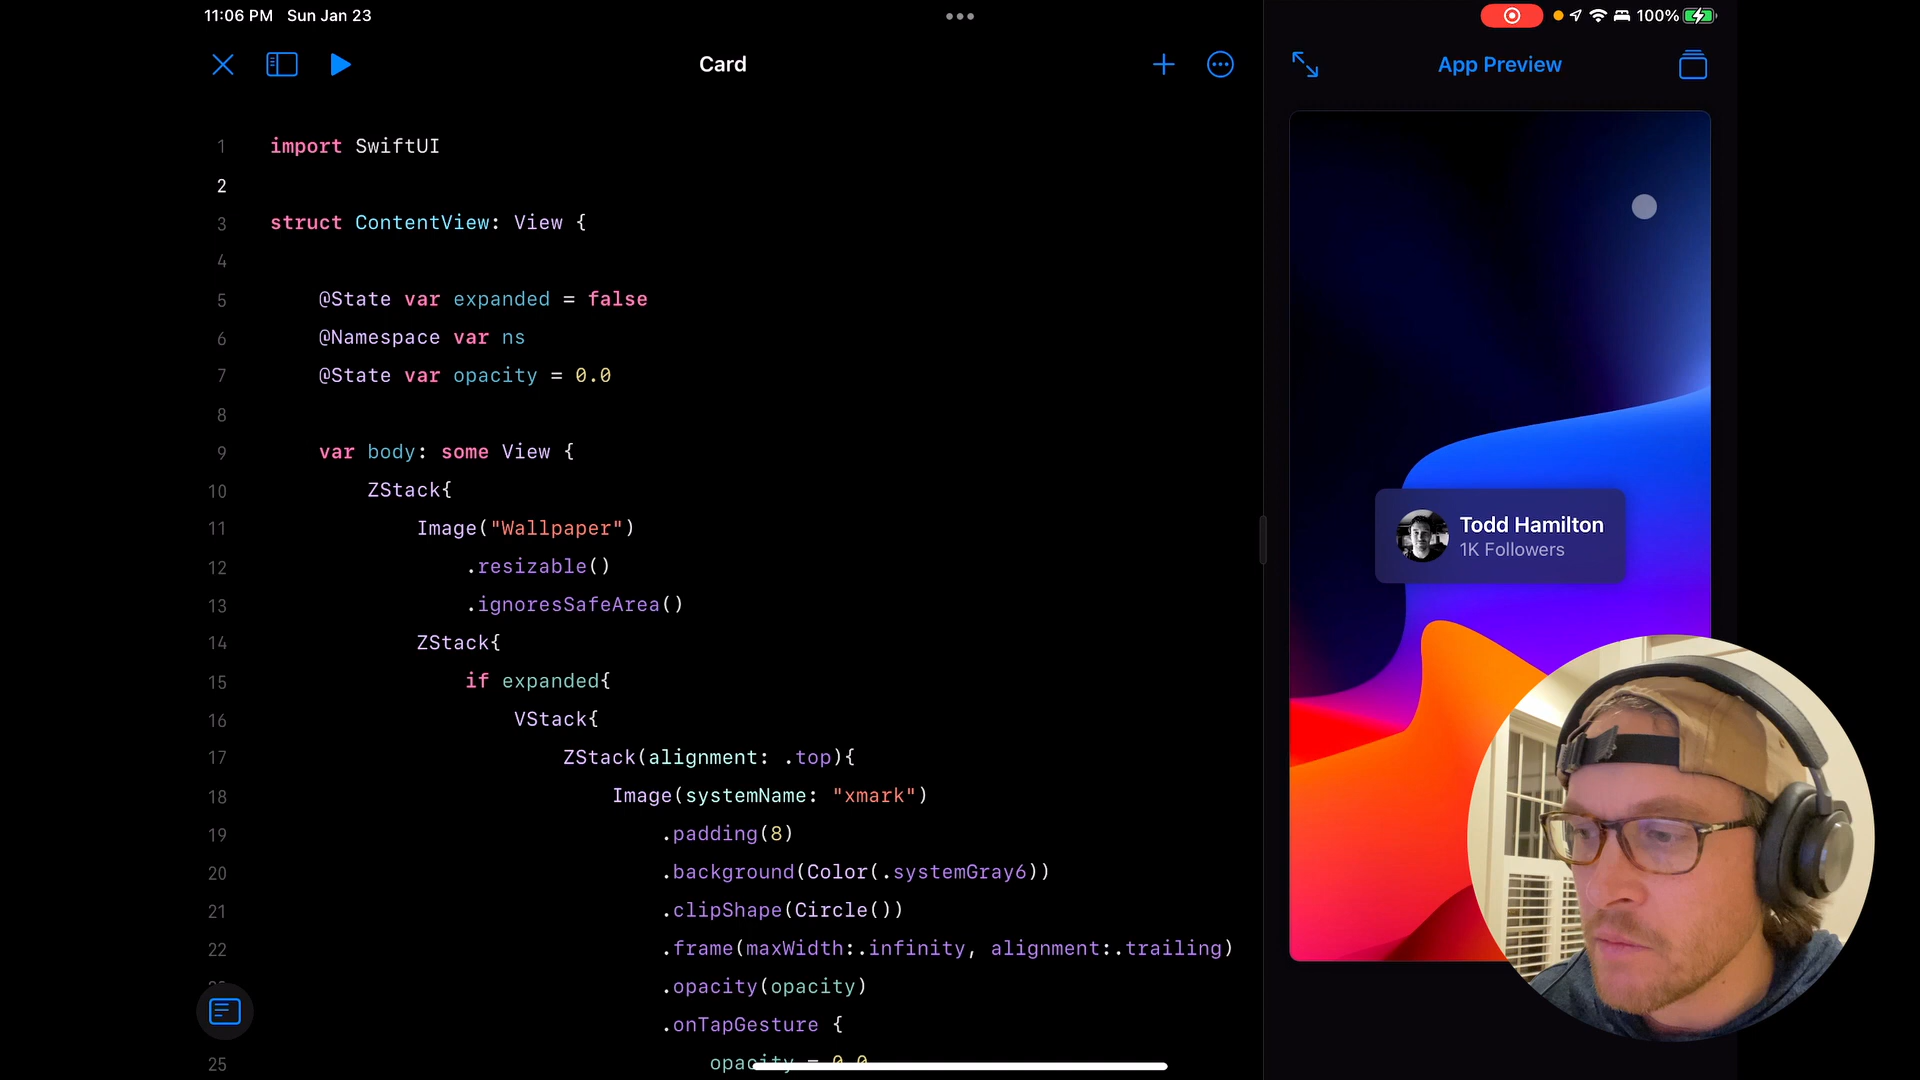 11:06 PM Sun Jan 23
100%
Card
App Preview
1 import SwiftUI
2
3 struct ContentView: View {
4
5 @State var expanded = false
6 @Namespace var ns
7 @State var opacity = 0.0
8
9 var body: some View {
10 ZStack{
11 Image("Wallpaper")
12 .resizable()
13 .ignoresSafeArea()
14 ZStack{
15 if expanded{
16 VStack{
17 ZStack(alignment: .top){
18 Image(systemName: "xmark")
19 .padding(8)
20 .background(Color(.systemGray6))
21 .clipShape(Circle())
22 .frame(maxWidth:.infinity, alignment:.trailing)
.opacity(opacity)
.onTapGesture {
25 opacity = 0.0
Todd Hamilton
1K Followers